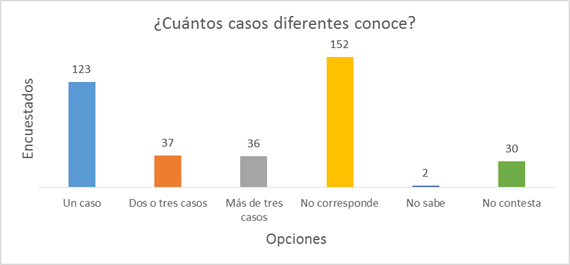 ¿Cuántos casos diferentes conoce?
Encuestados
123
37
36
152
2
30
Un caso
Dos o tres casos
Más de tres
casos
No corresponde
No sabe
No contesta
Opciones